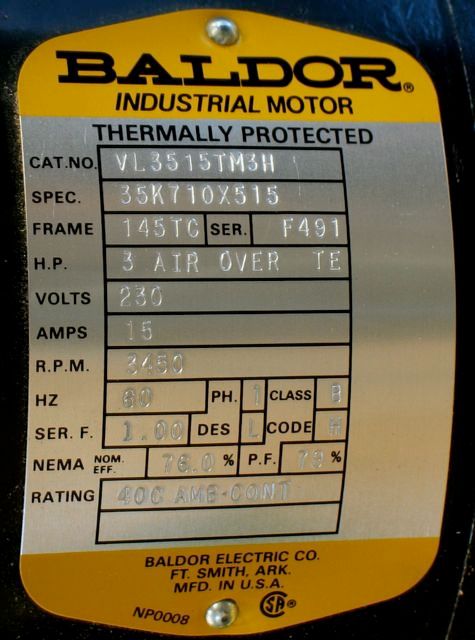 BALDOR®
INDUSTRIAL MOTOR
THERMALLY PROTECTED
CAT.NO. VL3515TM3H
SPEC. 35K710X515
FRAME 145TC SER. F491
H.P. 3 AIR OVER TE
VOLTS 230
AMPS 15
R.P.M. 3450
HZ 60 PH. 1 CLASS B
SER. F. 1.00 DES L CODE H
NEMA NOM. EFF. 76.0 % P.F. 79 %
RATING 40C AMB-CONT
BALDOR ELECTRIC CO.
FT. SMITH, ARK.
MFD. IN U.S.A.
NP0008 SA®